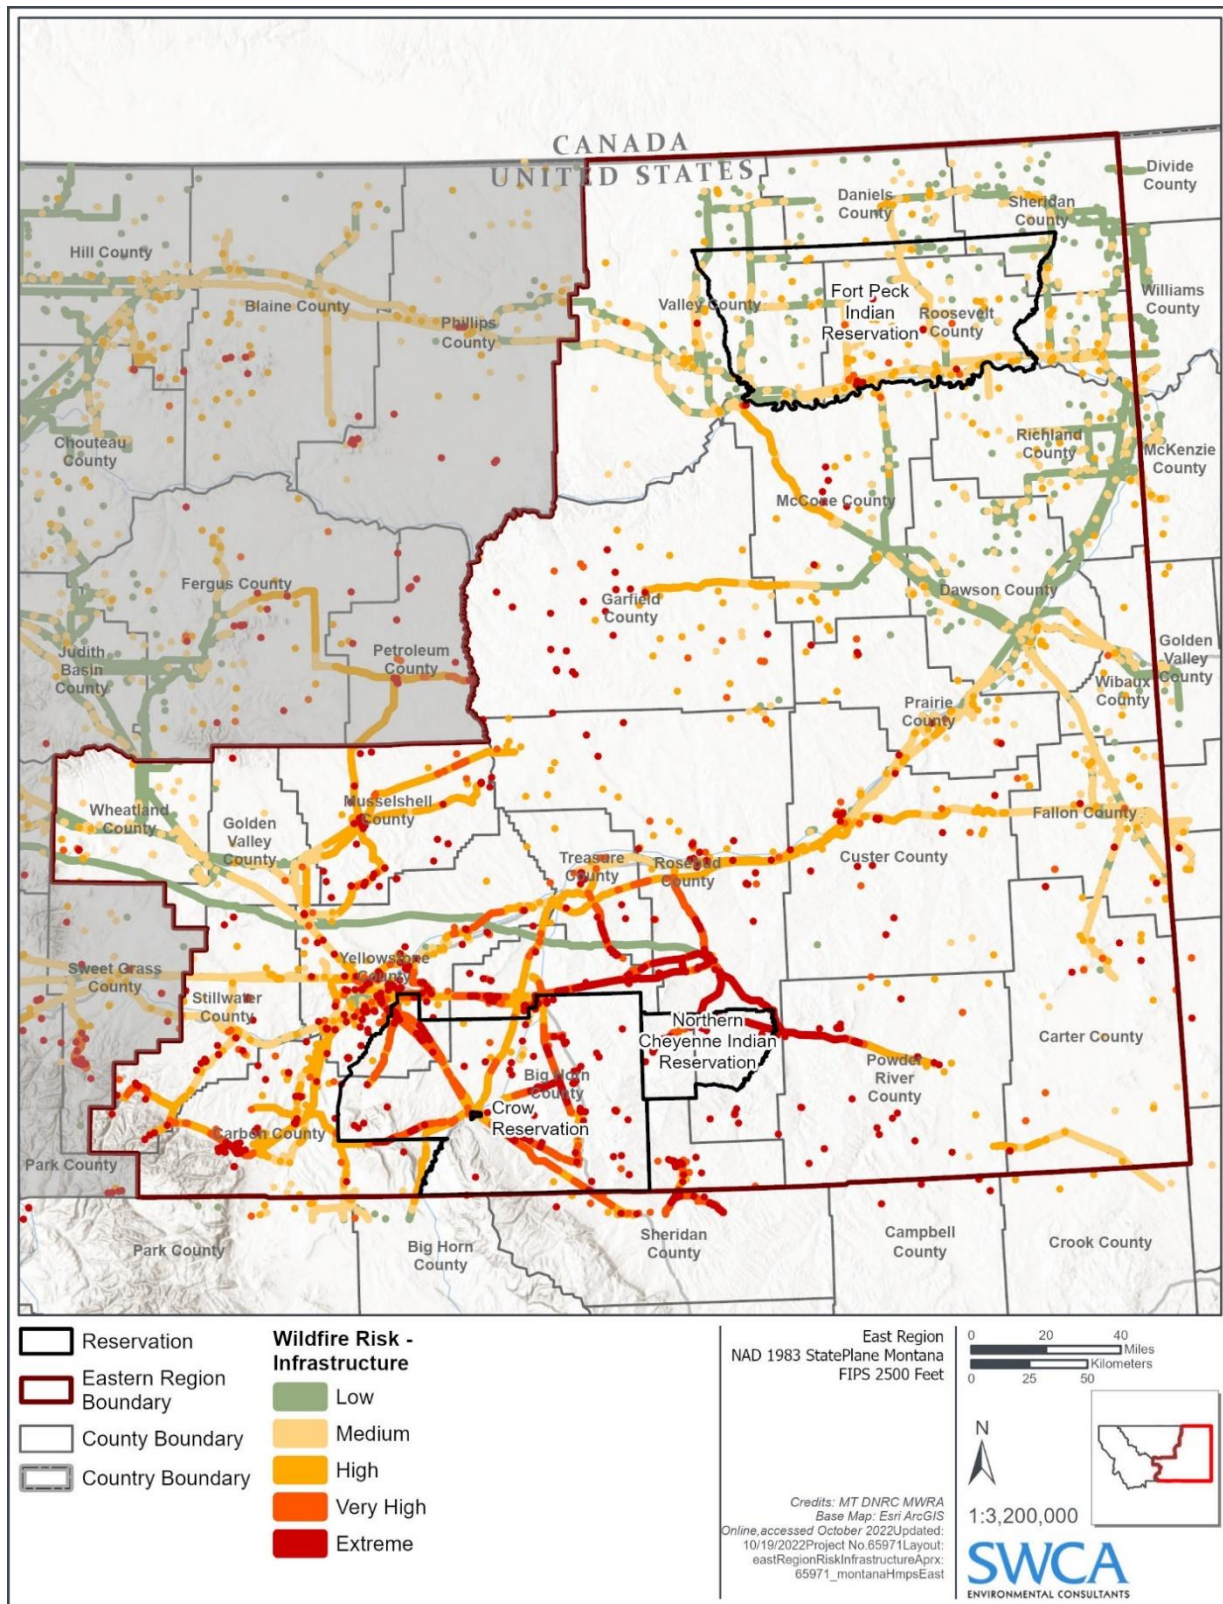 CANADA
UNITED STATES
Divide
County
Daniels
County
Sheridan
County
Hill County
Blaine County
Phillips
County
Valley County
Fort Peck
Indian
Reservation
Roosevelt
County
Williams
County
Chouteau
County
Richland
County
McKenzie
County
McCone County
Fergus County
Garfield
County
Dawson County
Judith
Basin
County
Petroleum
County
Golden
Valley
County
Wibaux
County
Prairie
County
Wheatland
County
Golden
Valley
County
Musselshell
County
Treasure
County
Rosebud
County
Custer County
Fallon County
Sweet Grass
County
Stillwater
County
Yellowstone
County
Northern
Cheyenne Indian
Reservation
Carter County
Powder
River
County
Big Horn
County
Crow
Reservation
Carbon County
Park County
Park County
Big Horn
County
Sheridan
County
Campbell
County
Crook County
Reservation
Eastern Region
Boundary
County Boundary
Country Boundary
Wildfire Risk -
Infrastructure
Low
Medium
High
Very High
Extreme
East Region
NAD 1983 StatePlane Montana
FIPS 2500 Feet
Credits: MT DNRC MWRA
Base Map: Esri ArcGIS
Online,accessed October 2022Updated:
10/19/2022Project No.65971Layout:
eastRegionRiskInfrastructureAprx:
65971_montanaHmpsEast
0 20 40
Miles
Kilometers
0 25 50
N
1:3,200,000
SWCA
ENVIRONMENTAL CONSULTANTS